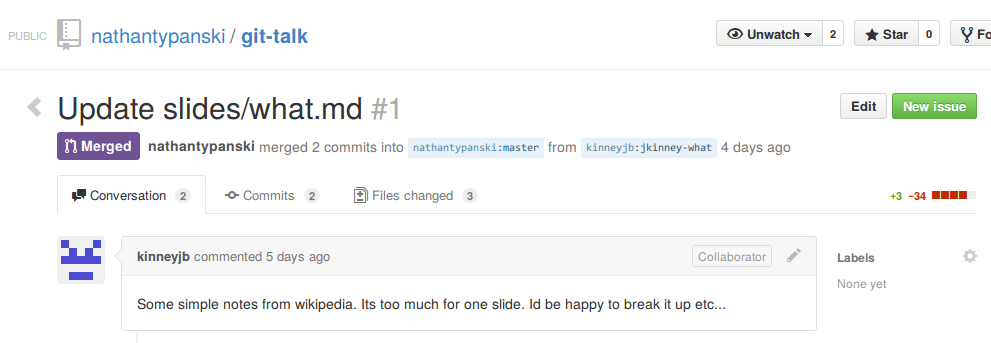 PUBLIC nathantypanski / git-talk Unwatch 2 Star 0 Fo
Update slides/what.md #1 Edit New issue
Merged nathantypanski merged 2 commits into nathantypanski:master from kinneyjb:jkinney-what 4 days ago
Conversation 2 Commits 2 Files changed 3 +3 −34
kinneyjb commented 5 days ago Collaborator Labels
None yet
Some simple notes from wikipedia. Its too much for one slide. Id be happy to break it up etc...